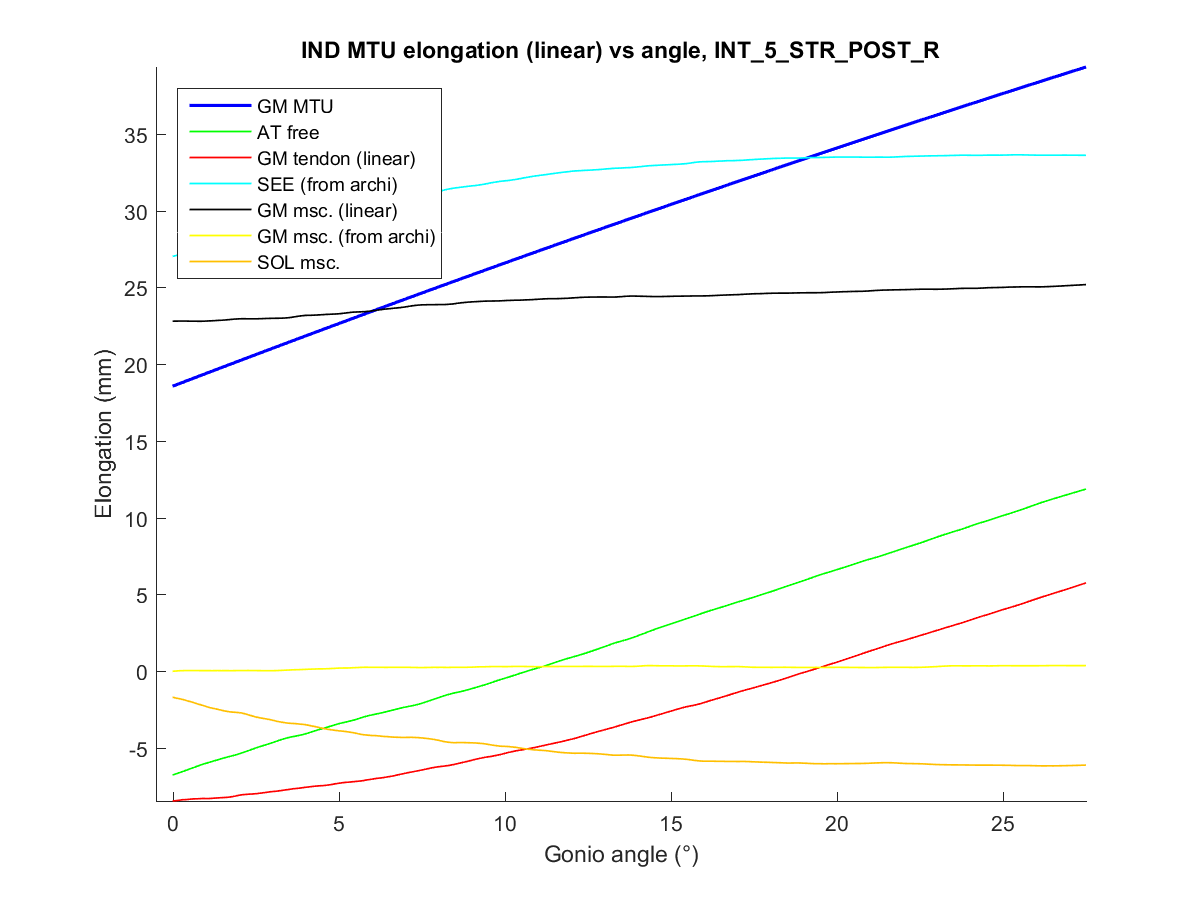 IND MTU elongation (linear) vs angle, INT_5_STR_POST_R
GM MTU
AT free
GM tendon (linear)
SEE (from archi)
GM msc. (linear)
GM msc. (from archi)
SOL msc.
Elongation (mm)
35
30
25
20
15
10
5
0
-5
0 5 10 15 20 25
Gonio angle (°)